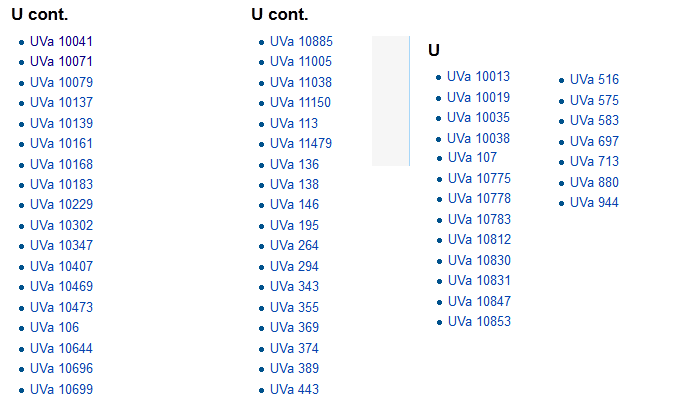 U cont.
UVa 10041
UVa 10071
UVa 10079
UVa 10137
UVa 10139
UVa 10161
UVa 10168
UVa 10183
UVa 10229
UVa 10302
UVa 10347
UVa 10407
UVa 10469
UVa 10473
UVa 106
UVa 10644
UVa 10696
UVa 10699
U cont.
UVa 10885
UVa 11005
UVa 11038
UVa 11150
UVa 113
UVa 11479
UVa 136
UVa 138
UVa 146
UVa 195
UVa 264
UVa 294
UVa 343
UVa 355
UVa 369
UVa 374
UVa 389
UVa 443
U
UVa 10013
UVa 10019
UVa 10035
UVa 10038
UVa 107
UVa 10775
UVa 10778
UVa 10783
UVa 10812
UVa 10830
UVa 10831
UVa 10847
UVa 10853
UVa 516
UVa 575
UVa 583
UVa 697
UVa 713
UVa 880
UVa 944